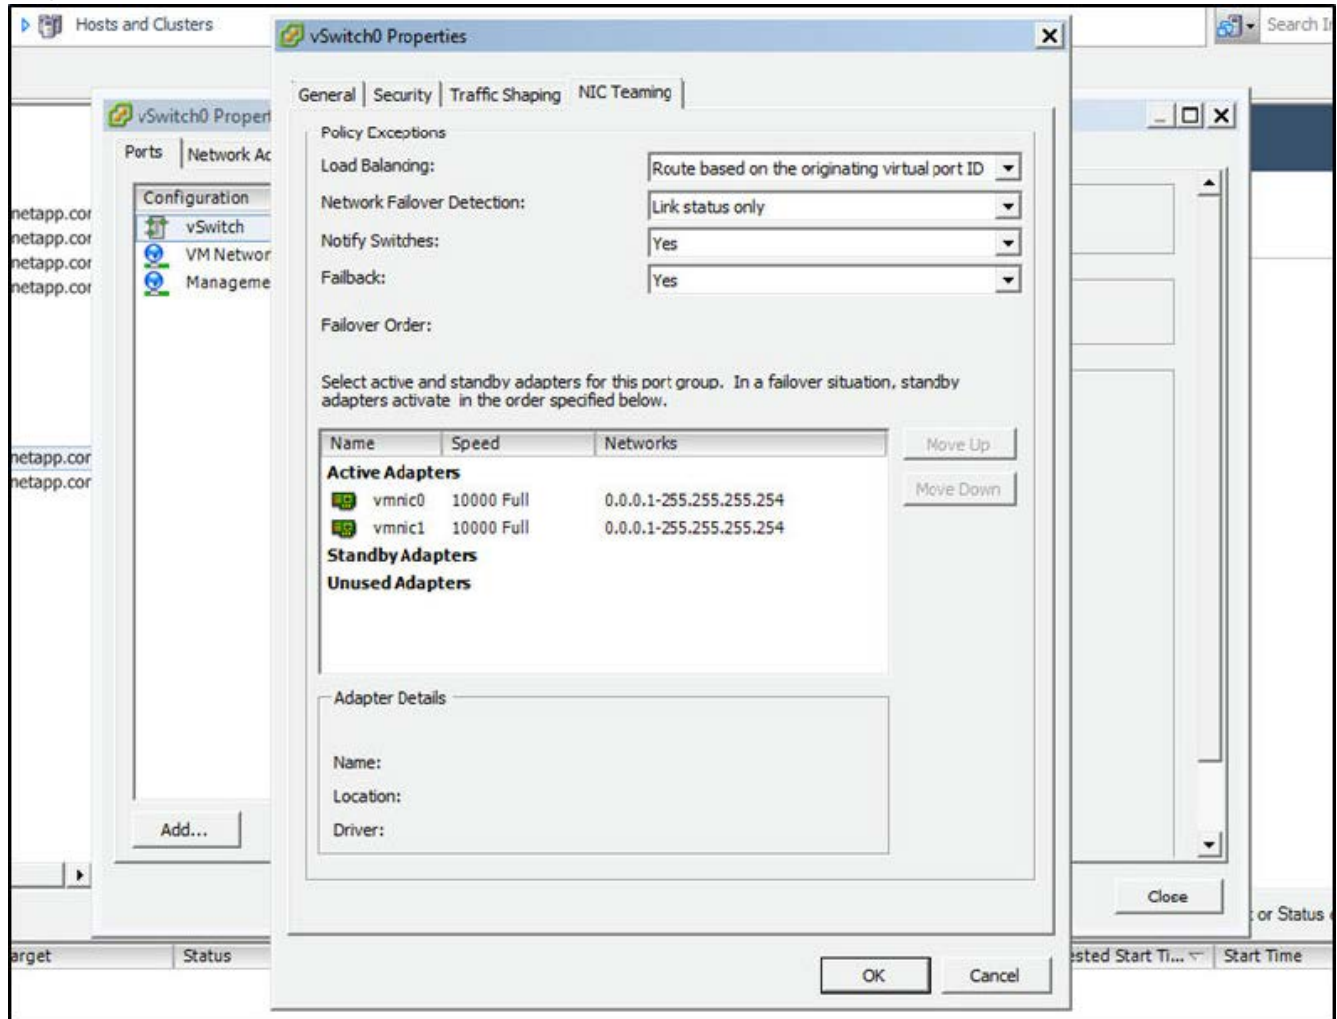 Hosts and Clusters
Search
vSwitch0 Properties
General Security Traffic Shaping NIC Teaming
vSwitch0 Proper
Ports Network Ac
Configuration
vSwitch
VM Networ
Manageme
netapp.cor
netapp.cor
netapp.cor
netapp.cor
netapp.cor
netapp.cor
Policy Exceptions
Load Balancing: Route based on the originating virtual port ID
Network Failover Detection: Link status only
Notify Switches: Yes
Failback: Yes
Failover Order:
Select active and standby adapters for this port group. In a failover situation, standby
adapters activate in the order specified below.
Name Speed Networks
Active Adapters
vmnic0 10000 Full 0.0.0.1-255.255.255.254
vmnic1 10000 Full 0.0.0.1-255.255.255.254
Standby Adapters
Unused Adapters
Move Up
Move Down
Adapter Details
Name:
Location:
Driver:
Add...
Close
or Status
arget Status
ested Start Ti... Start Time
OK Cancel